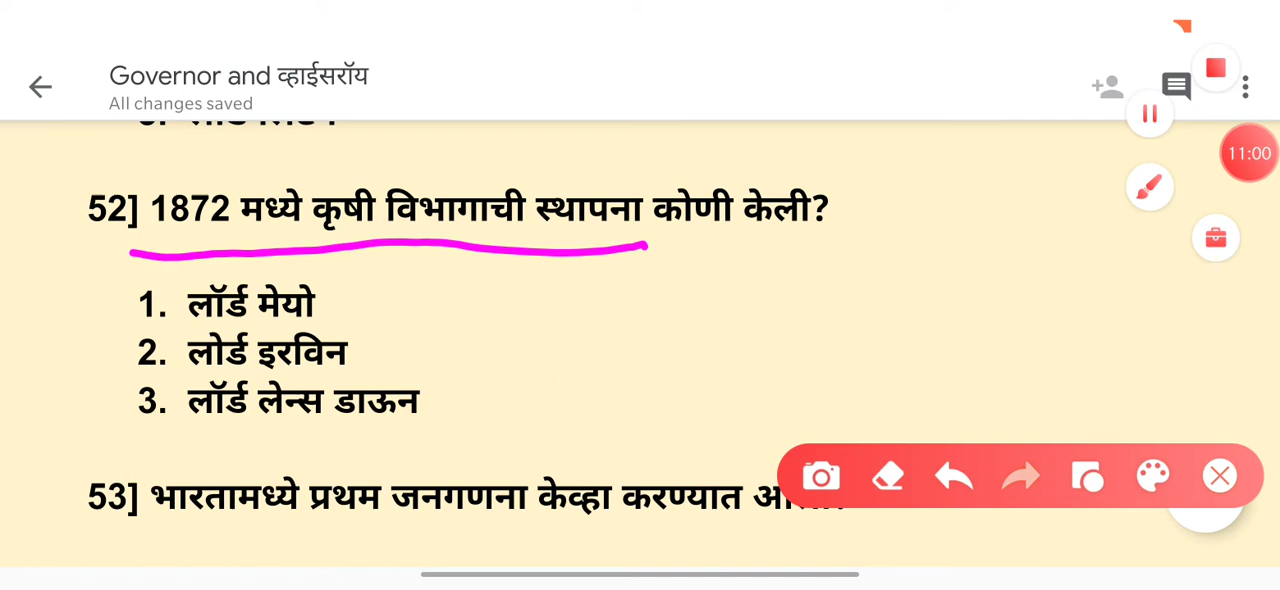 Governor and व्हाईसरॉय
All changes saved
11:00
52] 1872 मध्ये कृषी विभागाची स्थापना कोणी केली?
1. लॉर्ड मेयो
2. लोर्ड इरविन
3. लॉर्ड लेन्स डाऊन
53] भारतामध्ये प्रथम जनगणना केव्हा करण्यात